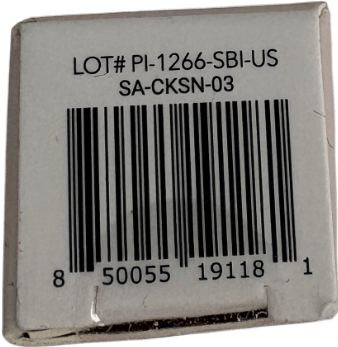 LOT# PI-1266-SBI-US
SA-CKSN-03
8 50055 19118 1